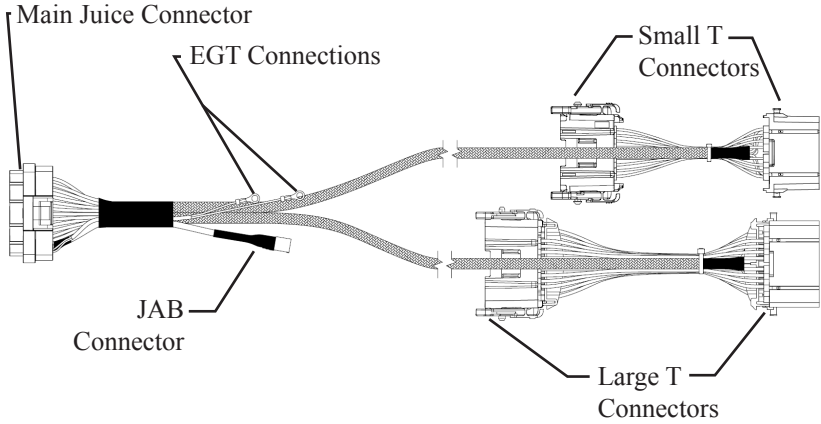 Main Juice Connector
EGT Connections
Small T
Connectors
JAB
Connector
Large T
Connectors